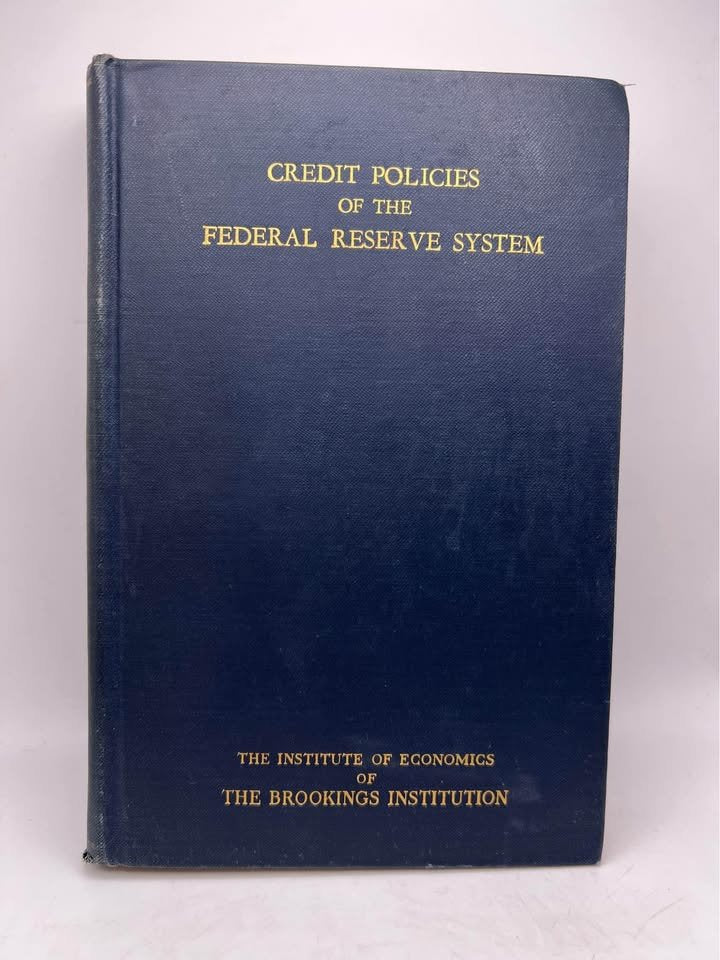 CREDIT POLICIES
OF THE
FEDERAL RESERVE SYSTEM
THE INSTITUTE OF ECONOMICS
OF
THE BROOKINGS INSTITUTION